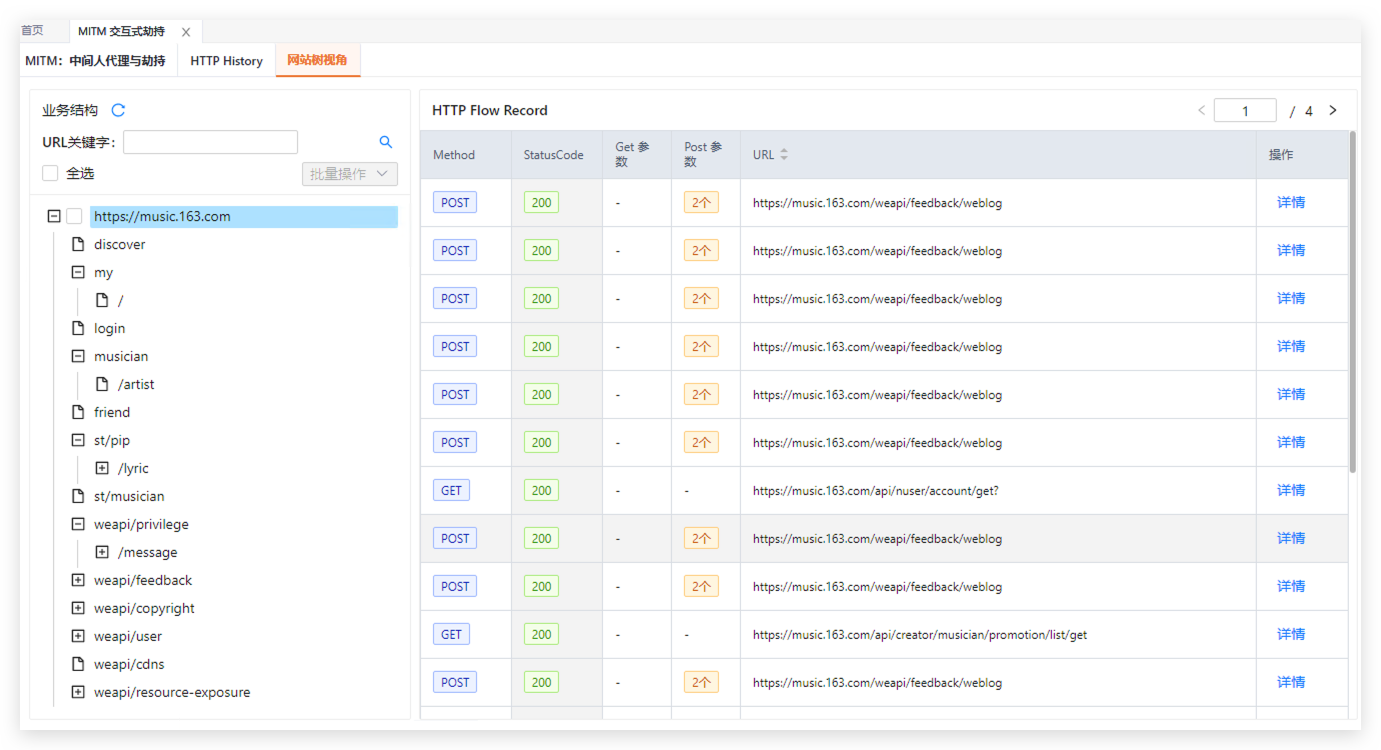 首页 MITM 交互式劫持
MITM：中间人代理与劫持 HTTP History 网站树视角
业务结构
URL关键字：
全选 批量操作
https://music.163.com
discover
my
/
login
musician
/artist
friend
st/pip
/lyric
st/musician
weapi/privilege
/message
weapi/feedback
weapi/copyright
weapi/user
weapi/cdns
weapi/resource-exposure
HTTP Flow Record < 1 / 4 >
Method StatusCode Get 参数 Post 参数 URL 操作
POST 200 - 2个 https://music.163.com/weapi/feedback/weblog 详情
POST 200 - 2个 https://music.163.com/weapi/feedback/weblog 详情
POST 200 - 2个 https://music.163.com/weapi/feedback/weblog 详情
POST 200 - 2个 https://music.163.com/weapi/feedback/weblog 详情
POST 200 - 2个 https://music.163.com/weapi/feedback/weblog 详情
POST 200 - 2个 https://music.163.com/weapi/feedback/weblog 详情
GET 200 - - https://music.163.com/api/nuser/account/get? 详情
POST 200 - 2个 https://music.163.com/weapi/feedback/weblog 详情
POST 200 - 2个 https://music.163.com/weapi/feedback/weblog 详情
GET 200 - - https://music.163.com/api/creator/musician/promotion/list/get 详情
POST 200 - 2个 https://music.163.com/weapi/feedback/weblog 详情